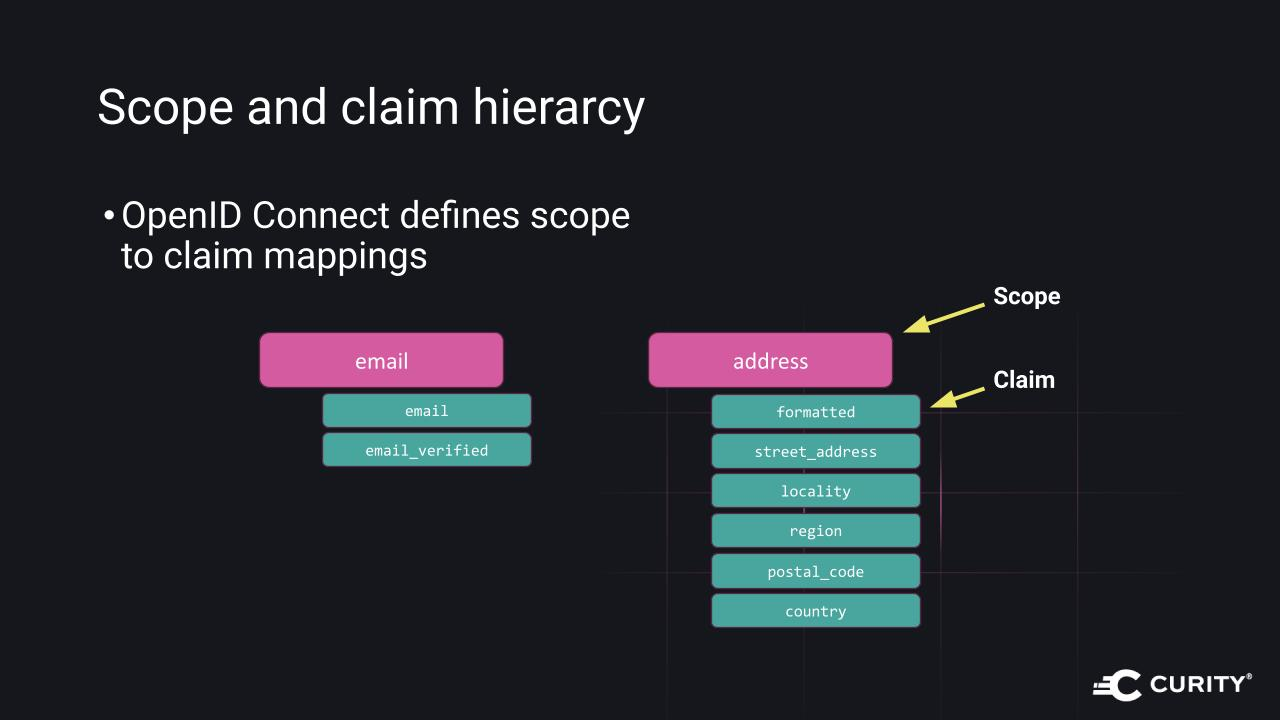 Scope and claim hierarcy
• OpenID Connect defines scope
to claim mappings
Scope
email
address
Claim
email
email_verified
formatted
street_address
locality
region
postal_code
country
CURITY®